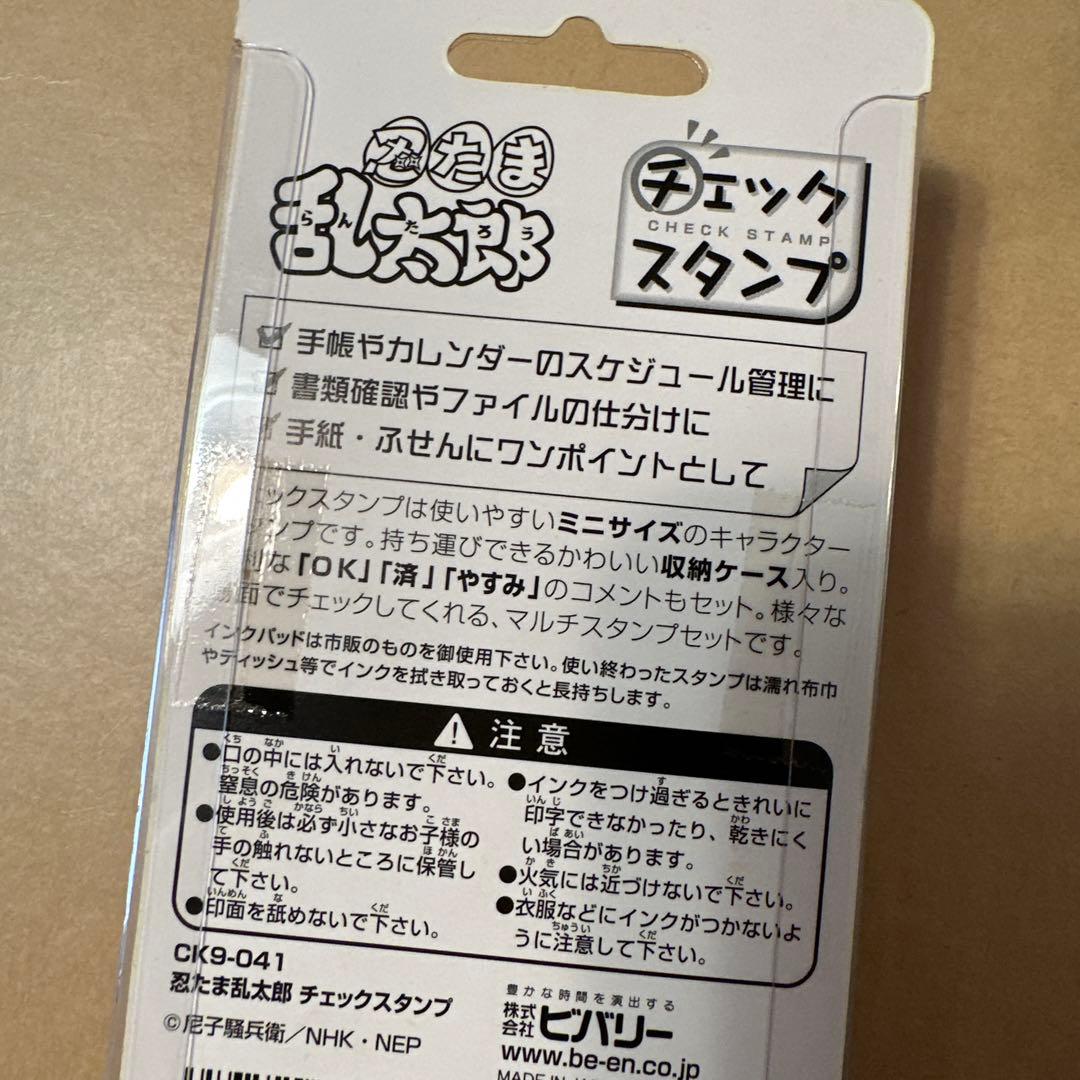 忍たま
乱太郎
らんたろう
チェック
CHECK STAMP
スタンプ
手帳やカレンダーのスケジュール管理に
書類確認やファイルの仕分けに
手紙・ふせんにワンポイントとして
ェックスタンプは使いやすいミニサイズのキャラクター
ンプです。持ち運びできるかわいい収納ケース入り。
利な「OK」「済」「やすみ」のコメントもセット。様々な
場面でチェックしてくれる、マルチスタンプセットです。
インクパッドは市販のものを御使用下さい。使い終わったスタンプは濡れ布巾
やティッシュ等でインクを拭き取っておくと長持ちします。
注意
●口の中には入れないで下さい。
窒息の危険があります。
●使用後は必ず小さなお子様の
手の触れないところに保管し
て下さい。
●印面を舐めないで下さい。
●インクをつけ過ぎるときれいに
印字できなかったり、乾きにく
い場合があります。
●火気には近づけないで下さい。
●衣服などにインクがつかないよ
うに注意して下さい。
CK9-041
忍たま乱太郎 チェックスタンプ
©尼子騒兵衛/NHK・NEP
豊かな時間を演出する
株式会社 ビバリー
www.be-en.co.jp
MADE IN